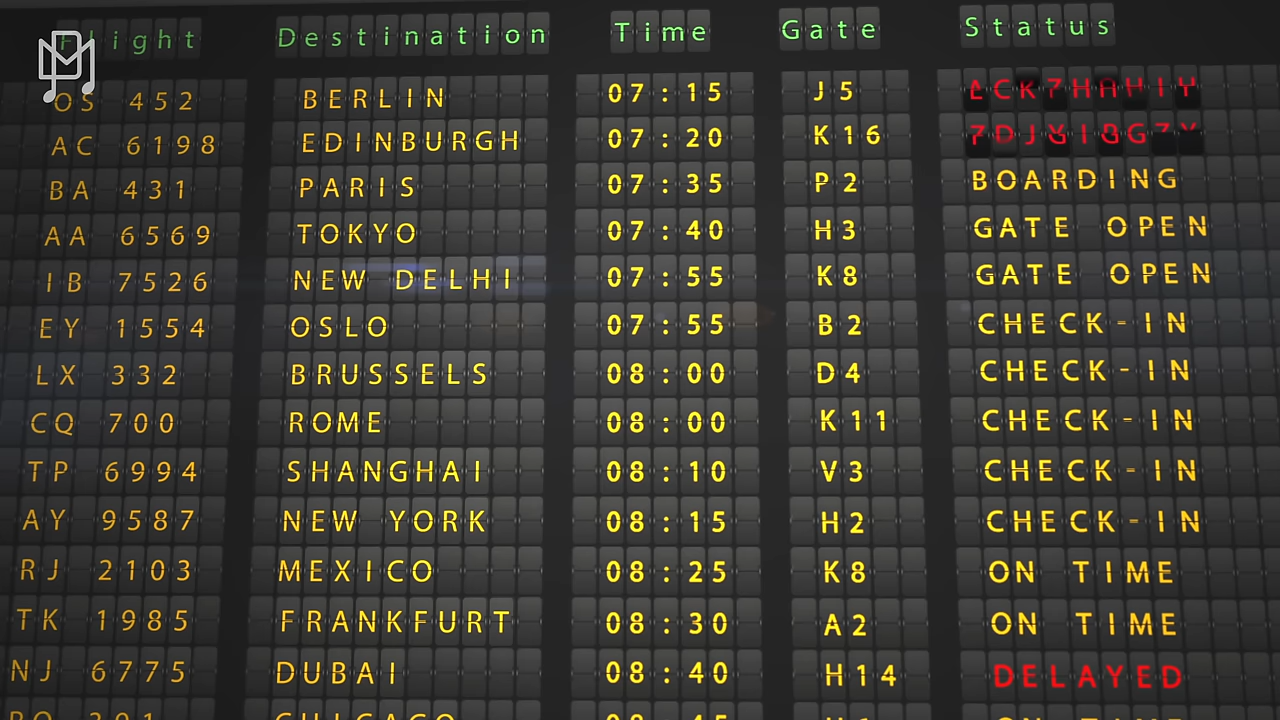 Flight Destination Time Gate Status
OS 452 BERLIN 07:15 J5
AC 6198 EDINBURGH 07:20 K16
BA 431 PARIS 07:35 P2 BOARDING
AA 6569 TOKYO 07:40 H3 GATE OPEN
IB 7526 NEW DELHI 07:55 K8 GATE OPEN
EY 1554 OSLO 07:55 B2 CHECK-IN
LX 332 BRUSSELS 08:00 D4 CHECK-IN
CQ 700 ROME 08:00 K11 CHECK-IN
TP 6994 SHANGHAI 08:10 V3 CHECK-IN
AY 9587 NEW YORK 08:15 H2 CHECK-IN
RJ 2103 MEXICO 08:25 K8 ON TIME
TK 1985 FRANKFURT 08:30 A2 ON TIME
NJ 6775 DUBAI 08:40 H14 DELAYED
CHICAGO 08:45 ON TIME